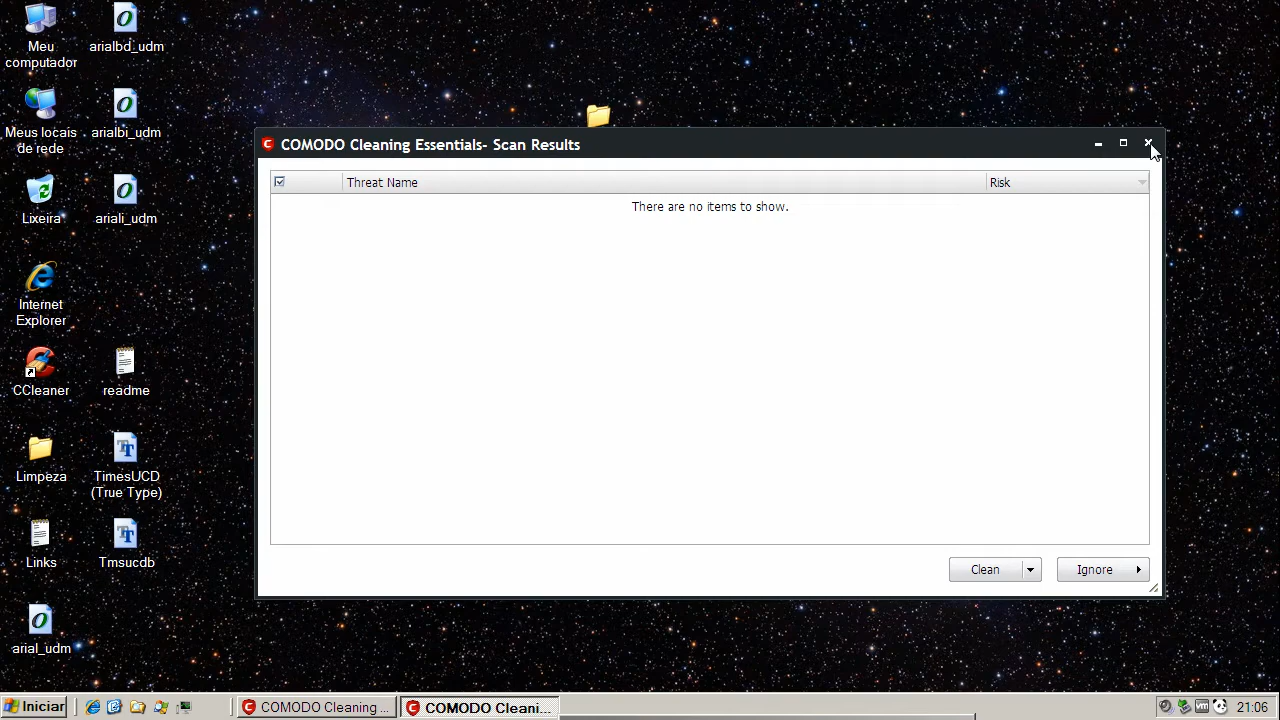 Meu
computador
arialbd_udm
Meus locais
de rede
arialbi_udm
Lixeira
ariali_udm
Internet
Explorer
CCleaner
readme
Limpeza
TimesUCD
(True Type)
Links
Tmsucdb
arial_udm
COMODO Cleaning Essentials- Scan Results
Threat Name
Risk
There are no items to show.
Clean
Ignore
Iniciar
COMODO Cleaning ...
COMODO Cleani...
21:06